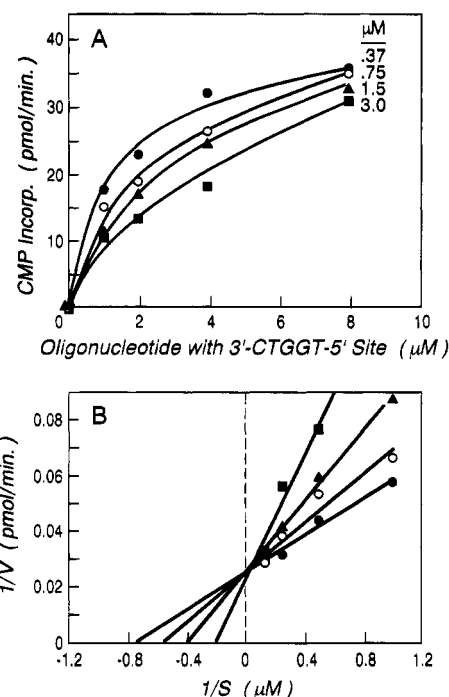 A
μM
.37
.75
1.5
3.0
40
30
20
10
0
CMP Incorp. (pmol/min.)
0 2 4 6 8 10
Oligonucleotide with 3'-CTGGT-5' Site (μM)
B
0.08
0.06
0.04
0.02
0
1/V (pmol/min.)
-1.2 -0.8 -0.4 0 0.4 0.8 1.2
1/S (μM)